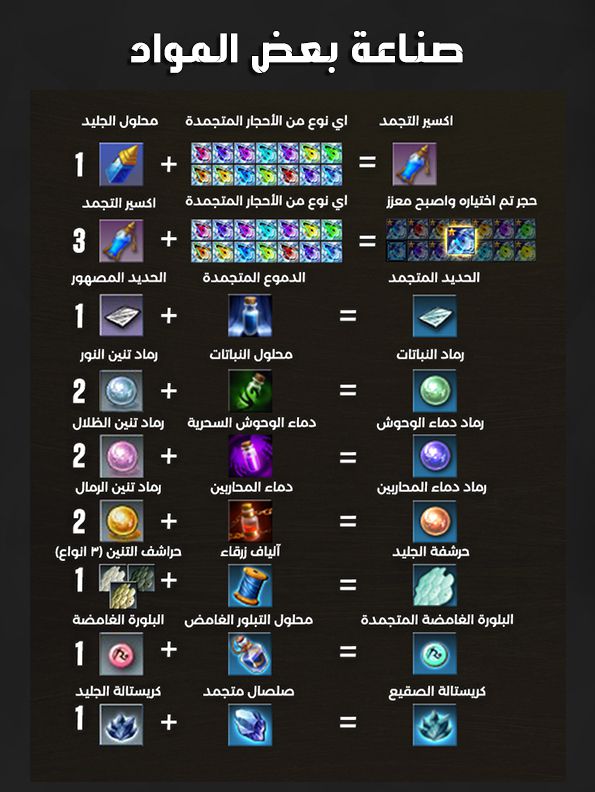 صناعة بعض المواد
محلول الجليد
اي نوع من الأحجار المتجمدة
اكسير التجمد
1 + =
اكسير التجمد
اي نوع من الأحجار المتجمدة
حجر تم اختياره واصبح معزز
3 + =
الحديد المصهور
الدموع المتجمدة
الحديد المتجمد
1 + =
رماد تنين النور
محلول النباتات
رماد النباتات
2 + =
رماد تنين الظلال
دماء الوحوش السحرية
رماد دماء الوحوش
2 + =
رماد تنين الرمال
دماء المحاربين
رماد دماء المحاربين
2 + =
حراشف التنين (٣ انواع)
آلياف زرقاء
حرشفة الجليد
1 + =
البلورة الغامضة
محلول التبلور الغامض
البلورة الغامضة المتجمدة
1 + =
كريستالة الجليد
صلصال متجمد
كريستالة الصقيع
1 + =